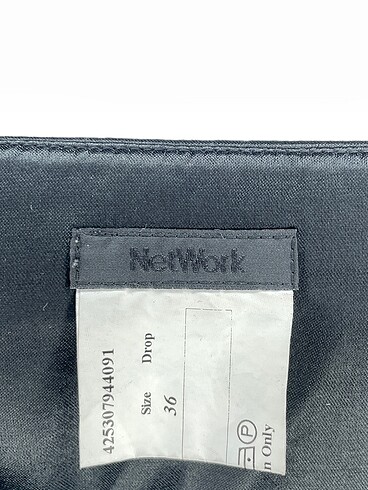 NetWork
425307944091
Size Drop
36
P
n Only